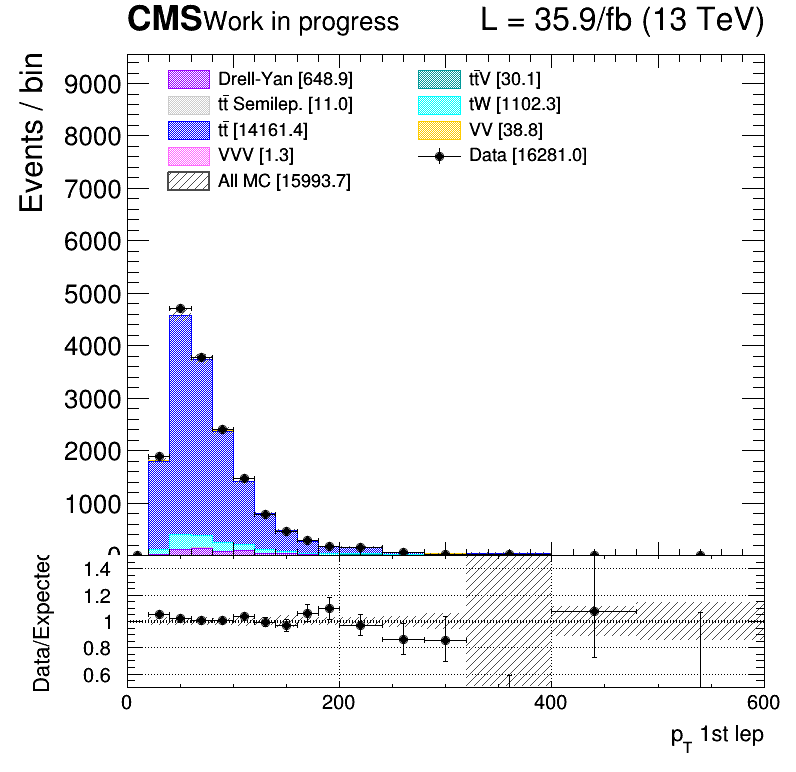 CMS Work in progress L = 35.9/fb (13 TeV)
Events / bin
9000
8000
7000
6000
5000
4000
3000
2000
1000
0
Drell-Yan [648.9]
tt̄ Semilep. [11.0]
tt̄ [14161.4]
VVV [1.3]
All MC [15993.7]
tt̄V [30.1]
tW [1102.3]
VV [38.8]
Data [16281.0]
Data/Expected
1.4
1.2
1
0.8
0.6
0 200 400 600
p_T 1st lep